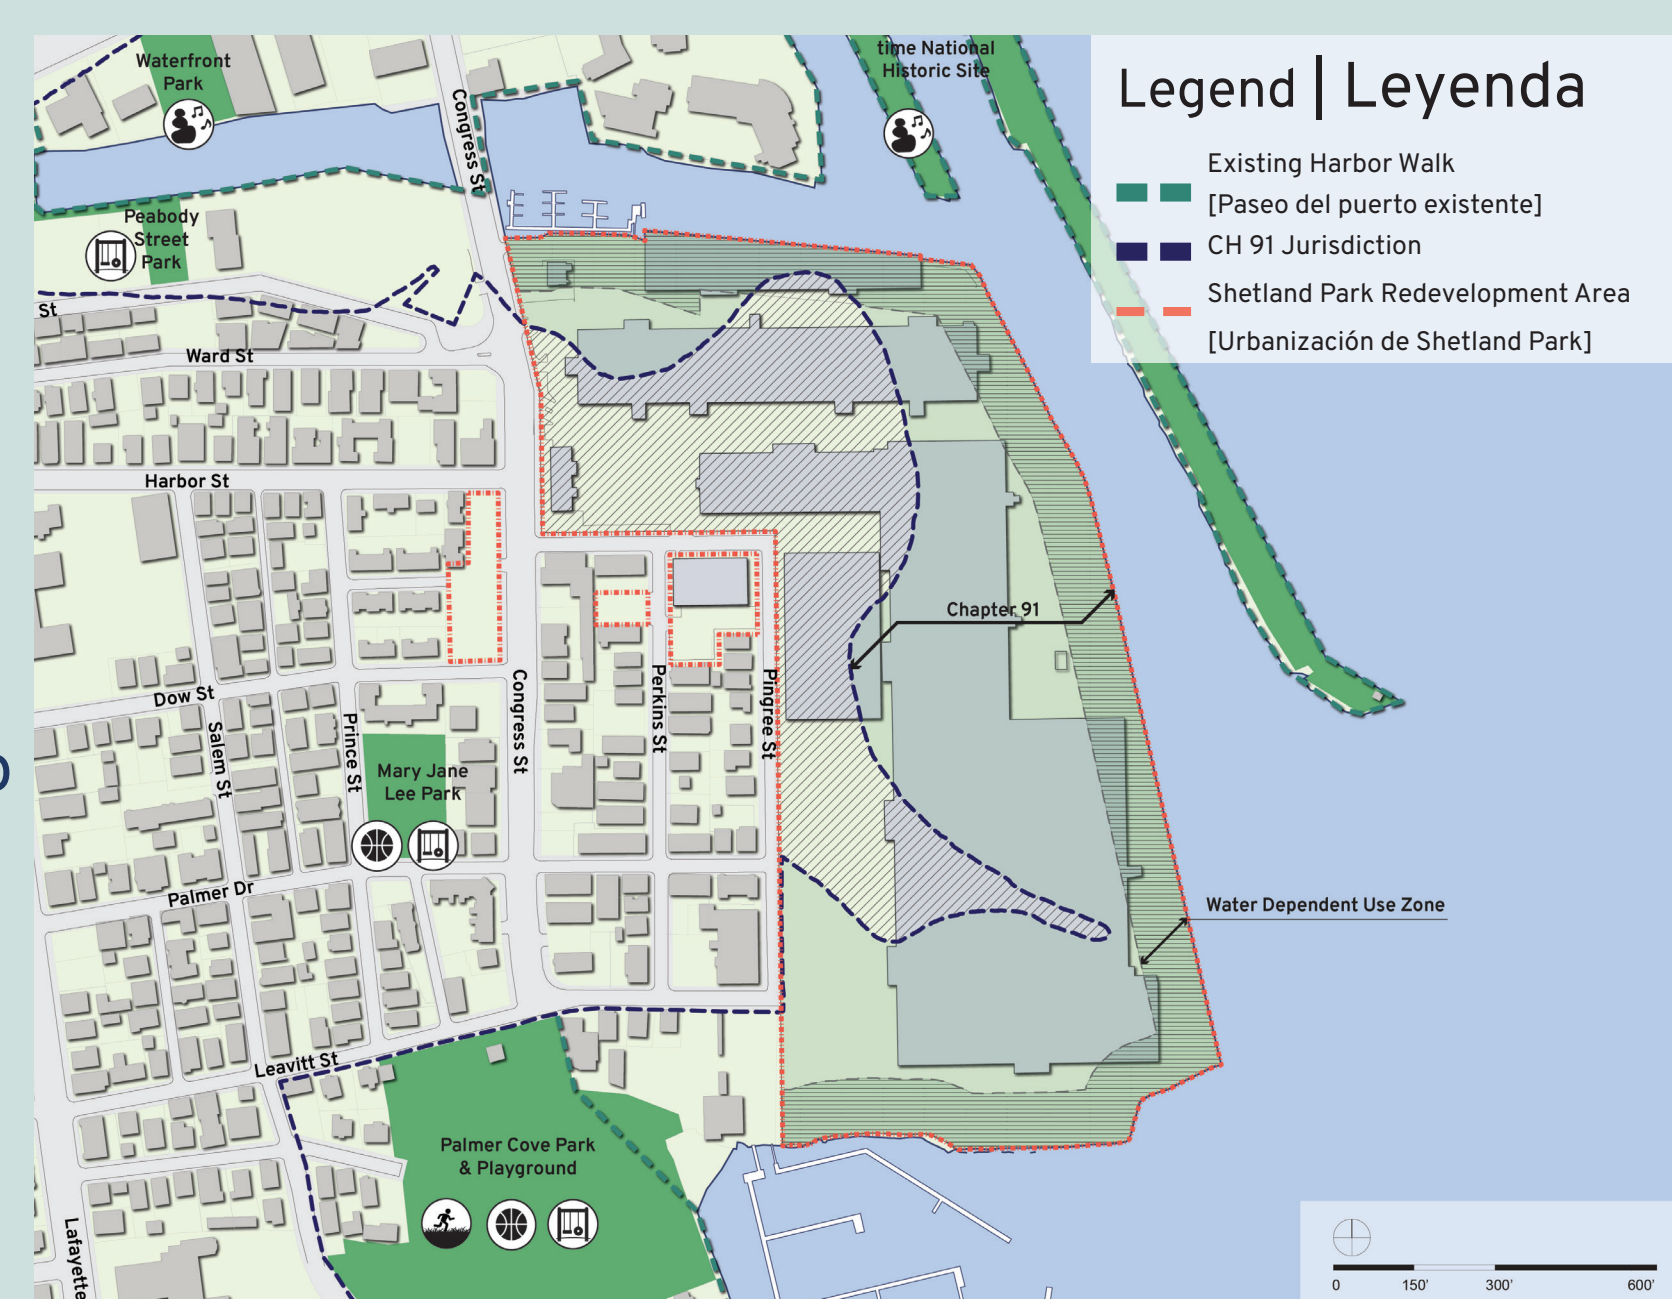 Waterfront
Park
Congress St
time National
Historic Site
Legend | Leyenda
Existing Harbor Walk
[Paseo del puerto existente]
CH 91 Jurisdiction
Shetland Park Redevelopment Area
[Urbanización de Shetland Park]
Peabody
Street
Park
St
Ward St
Harbor St
Chapter 91
Dow St
Salem St
Prince St
Congress St
Perkins St
Pingree St
Mary Jane
Lee Park
Palmer Dr
Water Dependent Use Zone
Leavitt St
Palmer Cove Park
& Playground
Lafayette
0 150' 300' 600'